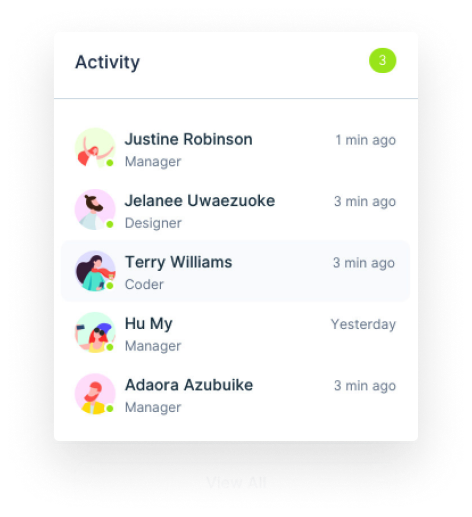 Activity
3
Justine Robinson
1 min ago
Manager
Jelanee Uwaezuoke
3 min ago
Designer
Terry Williams
3 min ago
Coder
Hu My
Yesterday
Manager
Adaora Azubuike
3 min ago
Manager
View All